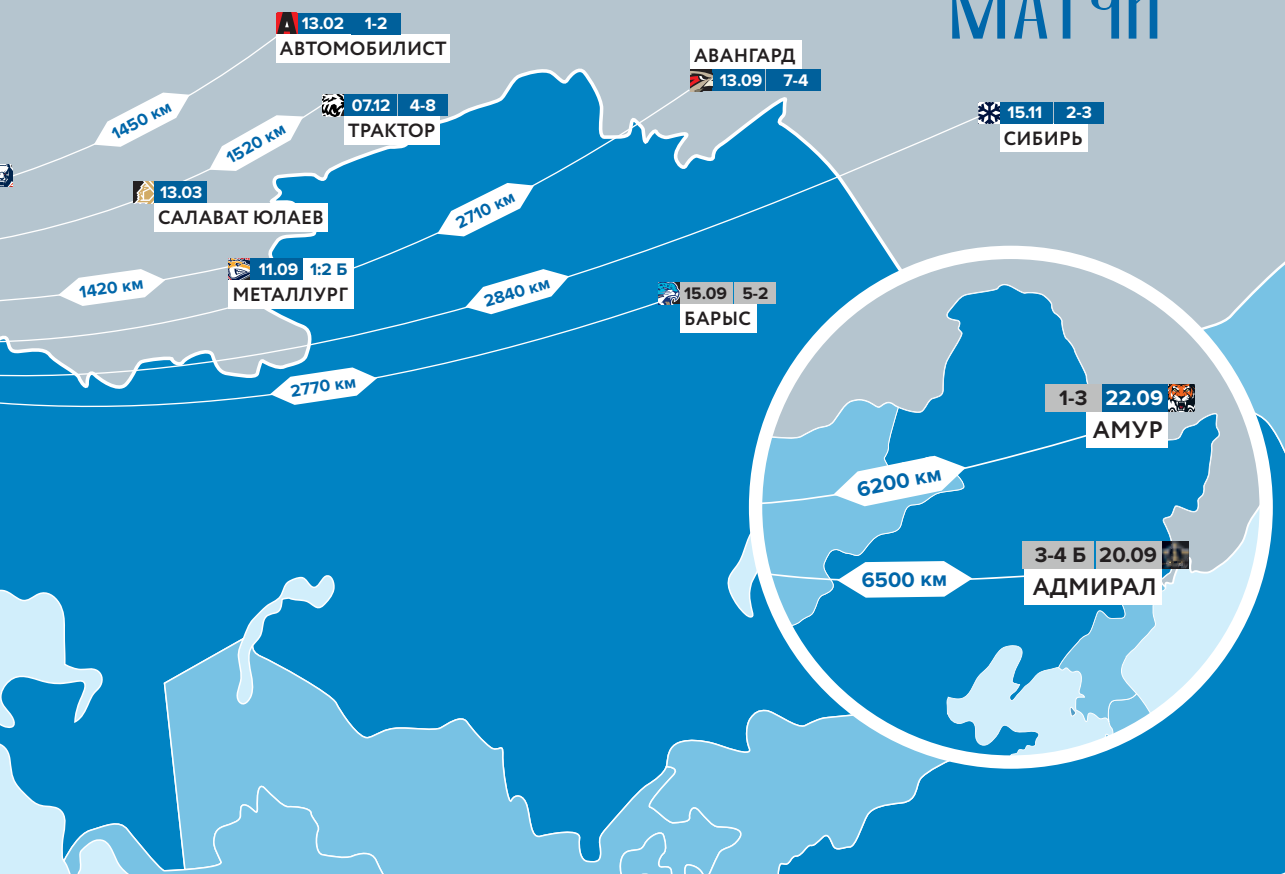 МАТЧИ
13.02 1-2
АВТОМОБИЛИСТ
1450 км
07.12 4-8
ТРАКТОР
1520 км
АВАНГАРД
13.09 7-4
15.11 2-3
СИБИРЬ
13.03
САЛАВАТ ЮЛАЕВ
2710 км
11.09 1:2 Б
МЕТАЛЛУРГ
1420 км
2840 км
15.09 5-2
БАРЫС
2770 км
1-3 22.09
АМУР
6200 км
3-4 Б 20.09
АДМИРАЛ
6500 км